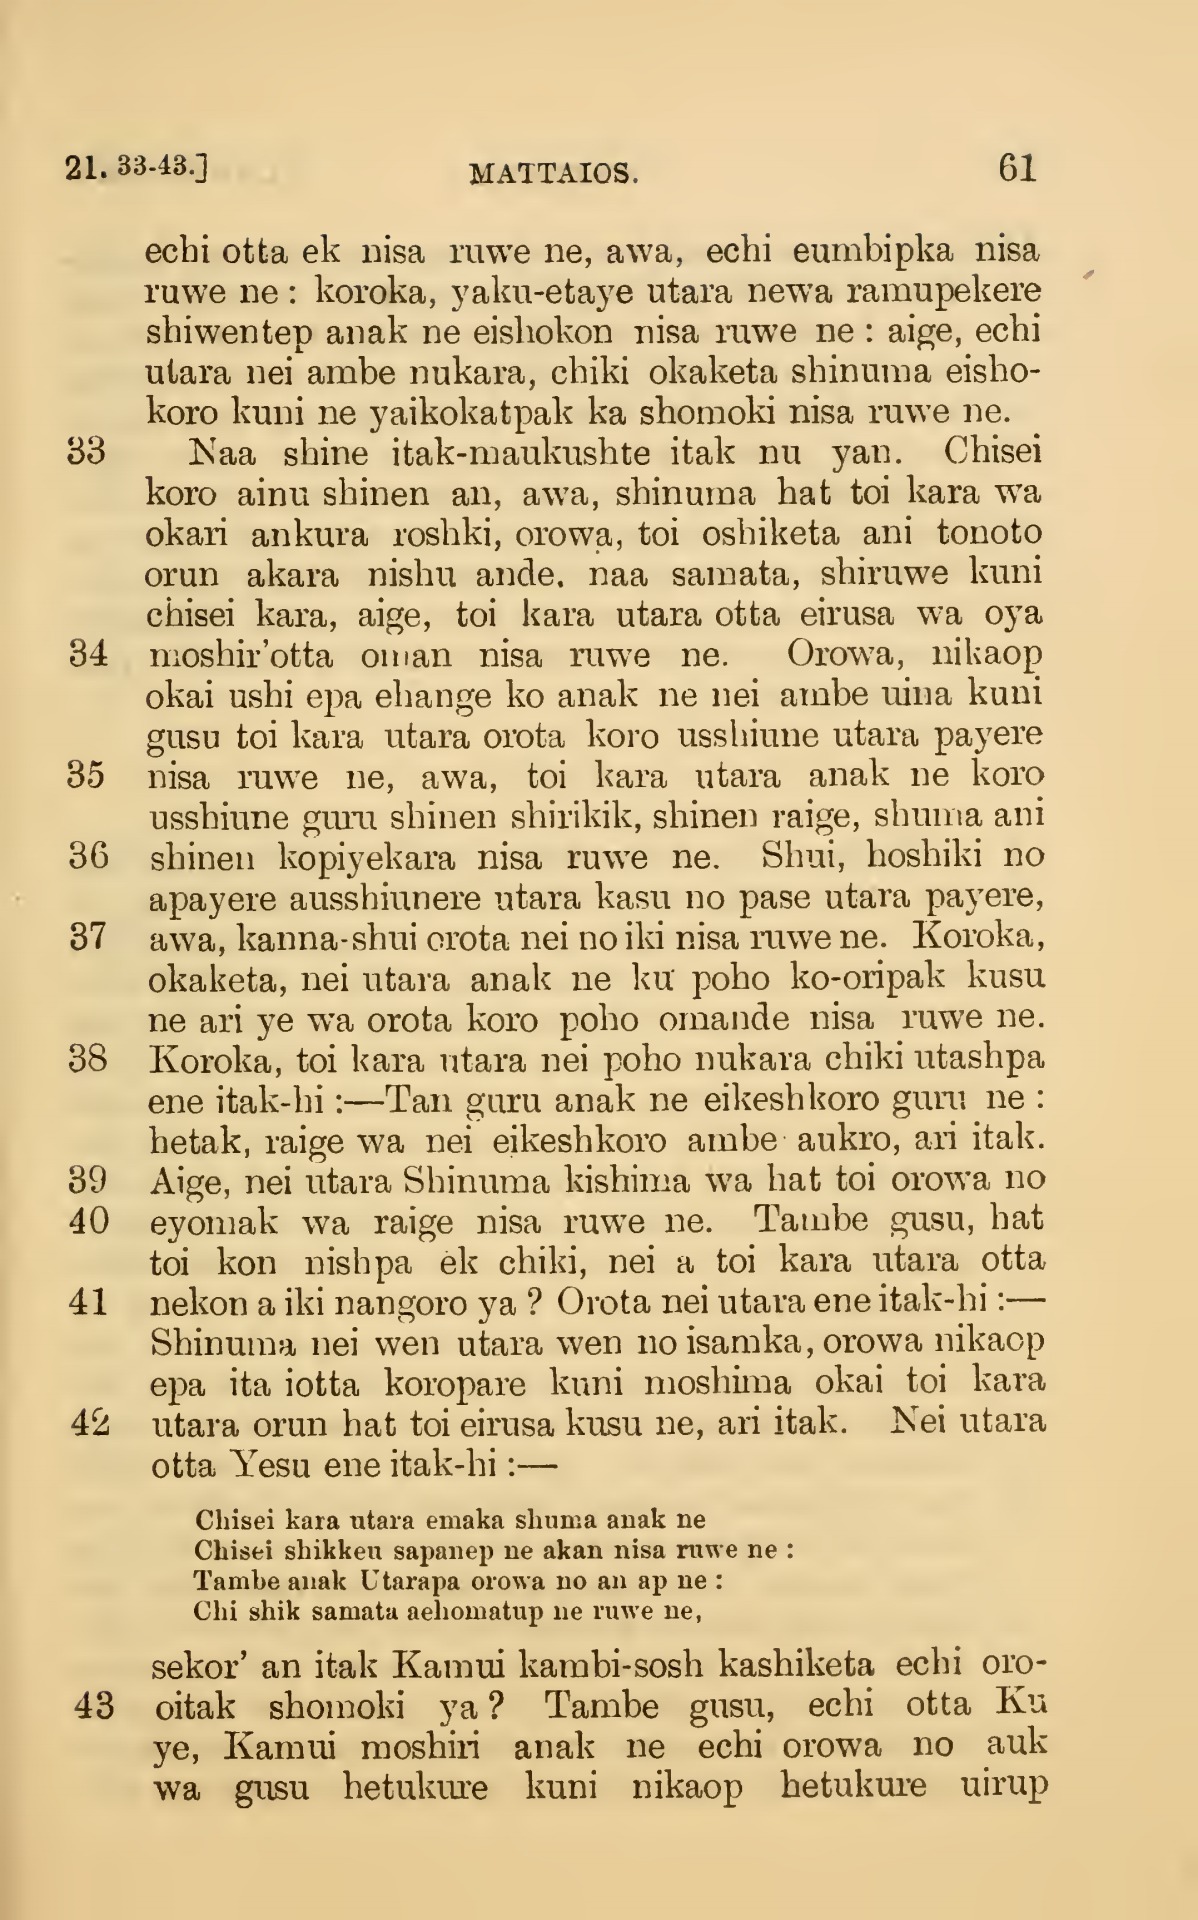 21. 33-43.] MATTAIOS. 61
echi otta ek nisa ruwe ne, awa, echi eumbipka nisa
ruwe ne : koroka, yaku-etaye utara newa ramupekere
shiwentep anak ne eishokon nisa ruwe ne : aige, echi
utara nei ambe nukara, chiki okaketa shinuma eisho-
koro kuni ne yaikokatpak ka shomoki nisa ruwe ne.
33 Naa shine itak-maukushte itak nu yan. Chisei
koro ainu shinen an, awa, shinuma hat toi kara wa
okari ankura roshki, orowa, toi oshiketa ani tonoto
orun akara nishu ande. naa samata, shiruwe kuni
chisei kara, aige, toi kara utara otta eirusa wa oya
34 moshir'otta oman nisa ruwe ne. Orowa, nikaop
okai ushi epa ehange ko anak ne nei ambe uina kuni
gusu toi kara utara orota koro usshiune utara payere
35 nisa ruwe ne, awa, toi kara utara anak ne koro
usshiune guru shinen shirikik, shinen raige, shuma ani
36 shinen kopiyekara nisa ruwe ne. Shui, hoshiki no
apayere ausshiunere utara kasu no pase utara payere,
37 awa, kanna-shui orota nei no iki nisa ruwe ne. Koroka,
okaketa, nei utara anak ne ku poho ko-oripak kusu
ne ari ye wa orota koro poho omande nisa ruwe ne.
38 Koroka, toi kara utara nei poho nukara chiki utashpa
ene itak-hi :—Tan guru anak ne eikeshkoro guru ne :
hetak, raige wa nei eikeshkoro ambe aukro, ari itak.
39 Aige, nei utara Shinuma kishima wa hat toi orowa no
40 eyomak wa raige nisa ruwe ne. Tambe gusu, hat
toi kon nishpa ek chiki, nei a toi kara utara otta
41 nekon a iki nangoro ya ? Orota nei utara ene itak-hi :—
Shinuma nei wen utara wen no isamka, orowa nikaop
epa ita iotta koropare kuni moshima okai toi kara
42 utara orun hat toi eirusa kusu ne, ari itak. Nei utara
otta Yesu ene itak-hi :—
Chisei kara utara emaka shuma anak ne
Chisei shikkeu sapanep ne akan nisa ruwe ne :
Tambe anak Utarapa orowa no an ap ne :
Chi shik samata aehomatup ne ruwe ne,
sekor' an itak Kamui kambi-sosh kashiketa echi oro-
43 oitak shomoki ya ? Tambe gusu, echi otta Ku
ye, Kamui moshiri anak ne echi orowa no auk
wa gusu hetukure kuni nikaop hetukure uirup